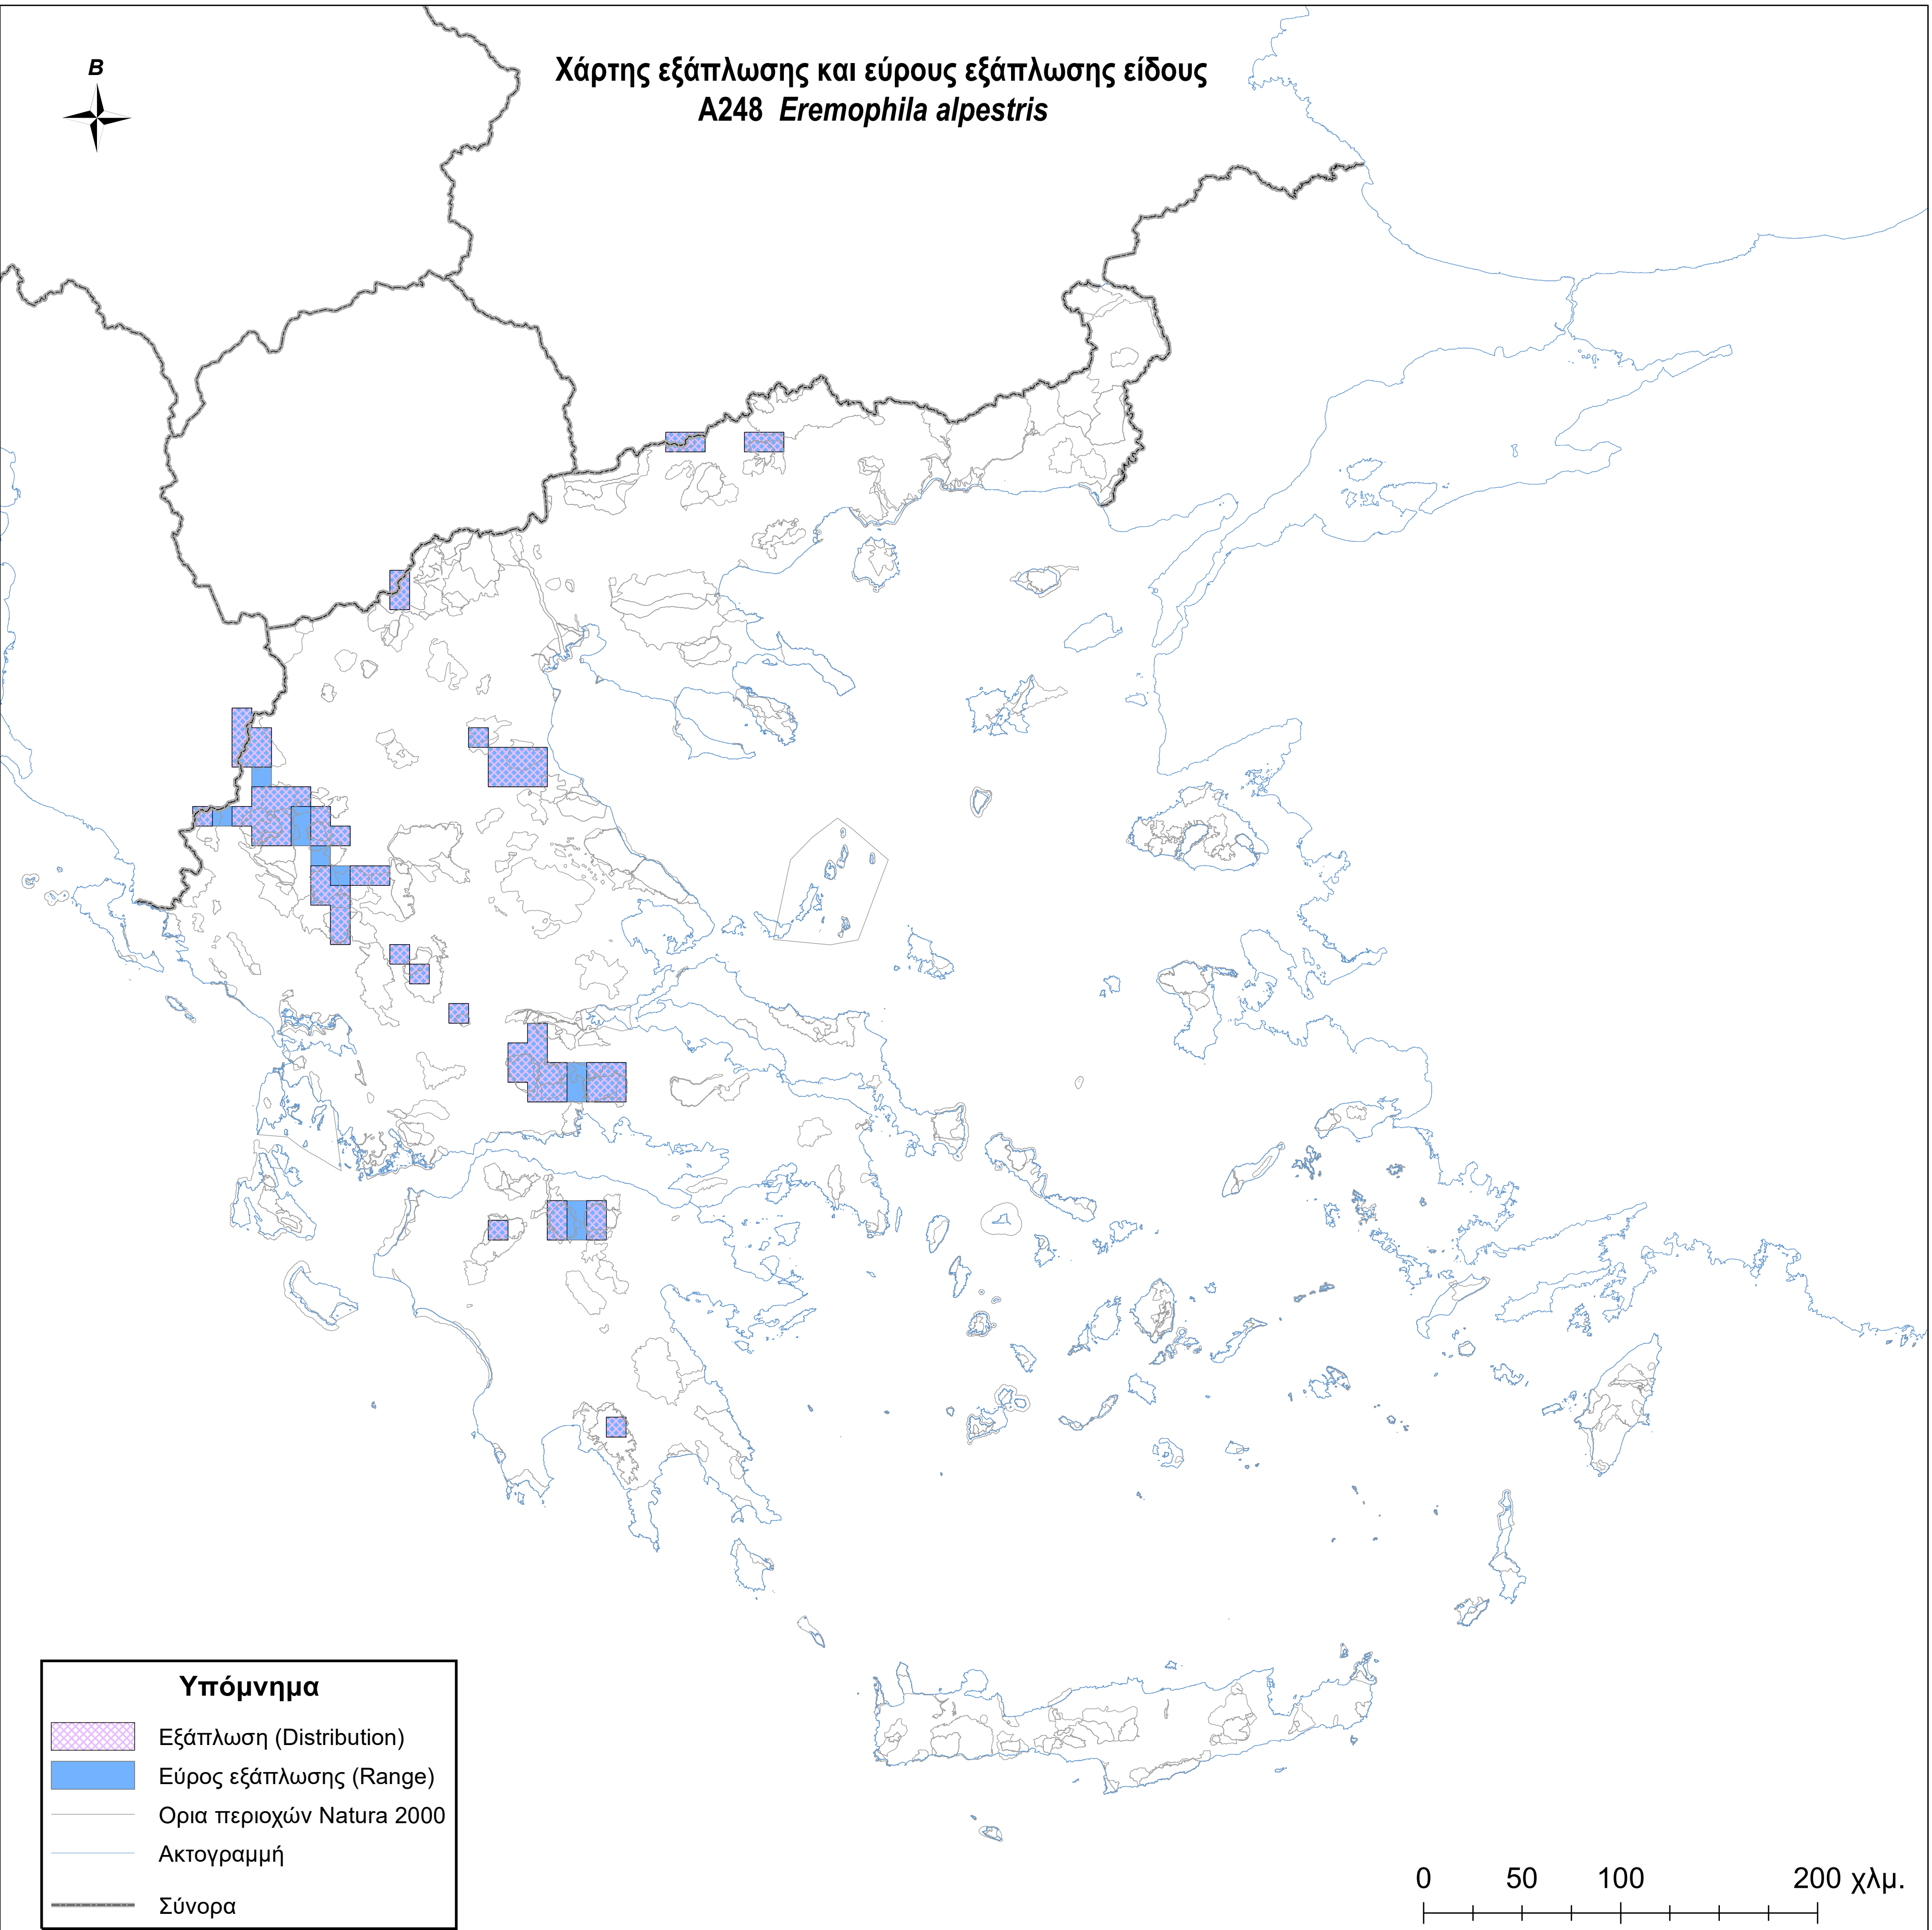 Β
Χάρτης εξάπλωσης και εύρους εξάπλωσης είδους
A248 Eremophila alpestris
Υπόμνημα
Εξάπλωση (Distribution)
Εύρος εξάπλωσης (Range)
Ορια περιοχών Natura 2000
Ακτογραμμή
Σύνορα
0 50 100 200 χλμ.